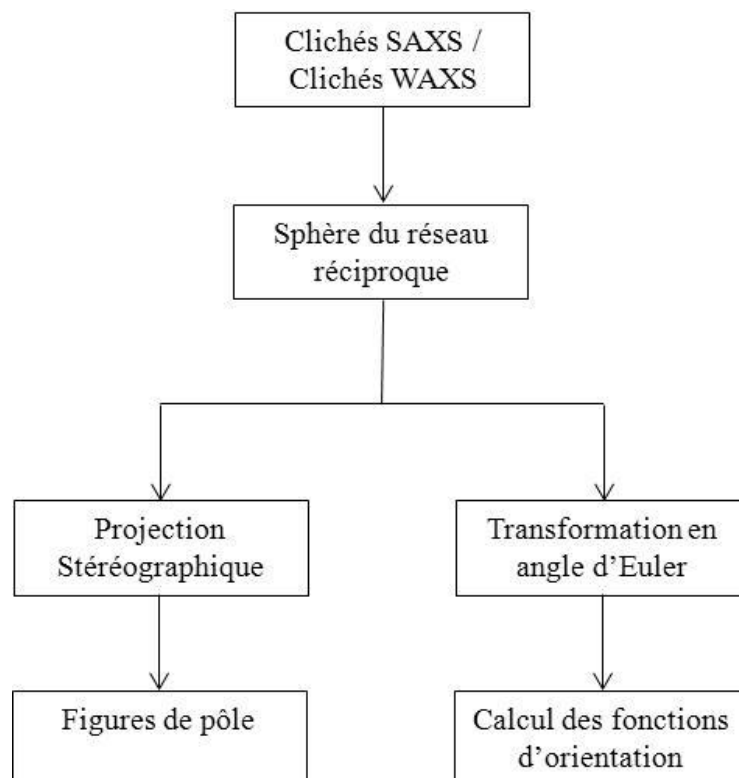 Clichés SAXS /
Clichés WAXS
Sphère du réseau
réciproque
Projection
Stéréographique
Transformation en
angle d’Euler
Figures de pôle
Calcul des fonctions
d’orientation